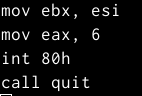 mov ebx, esi
mov eax, 6
int 80h
call quit